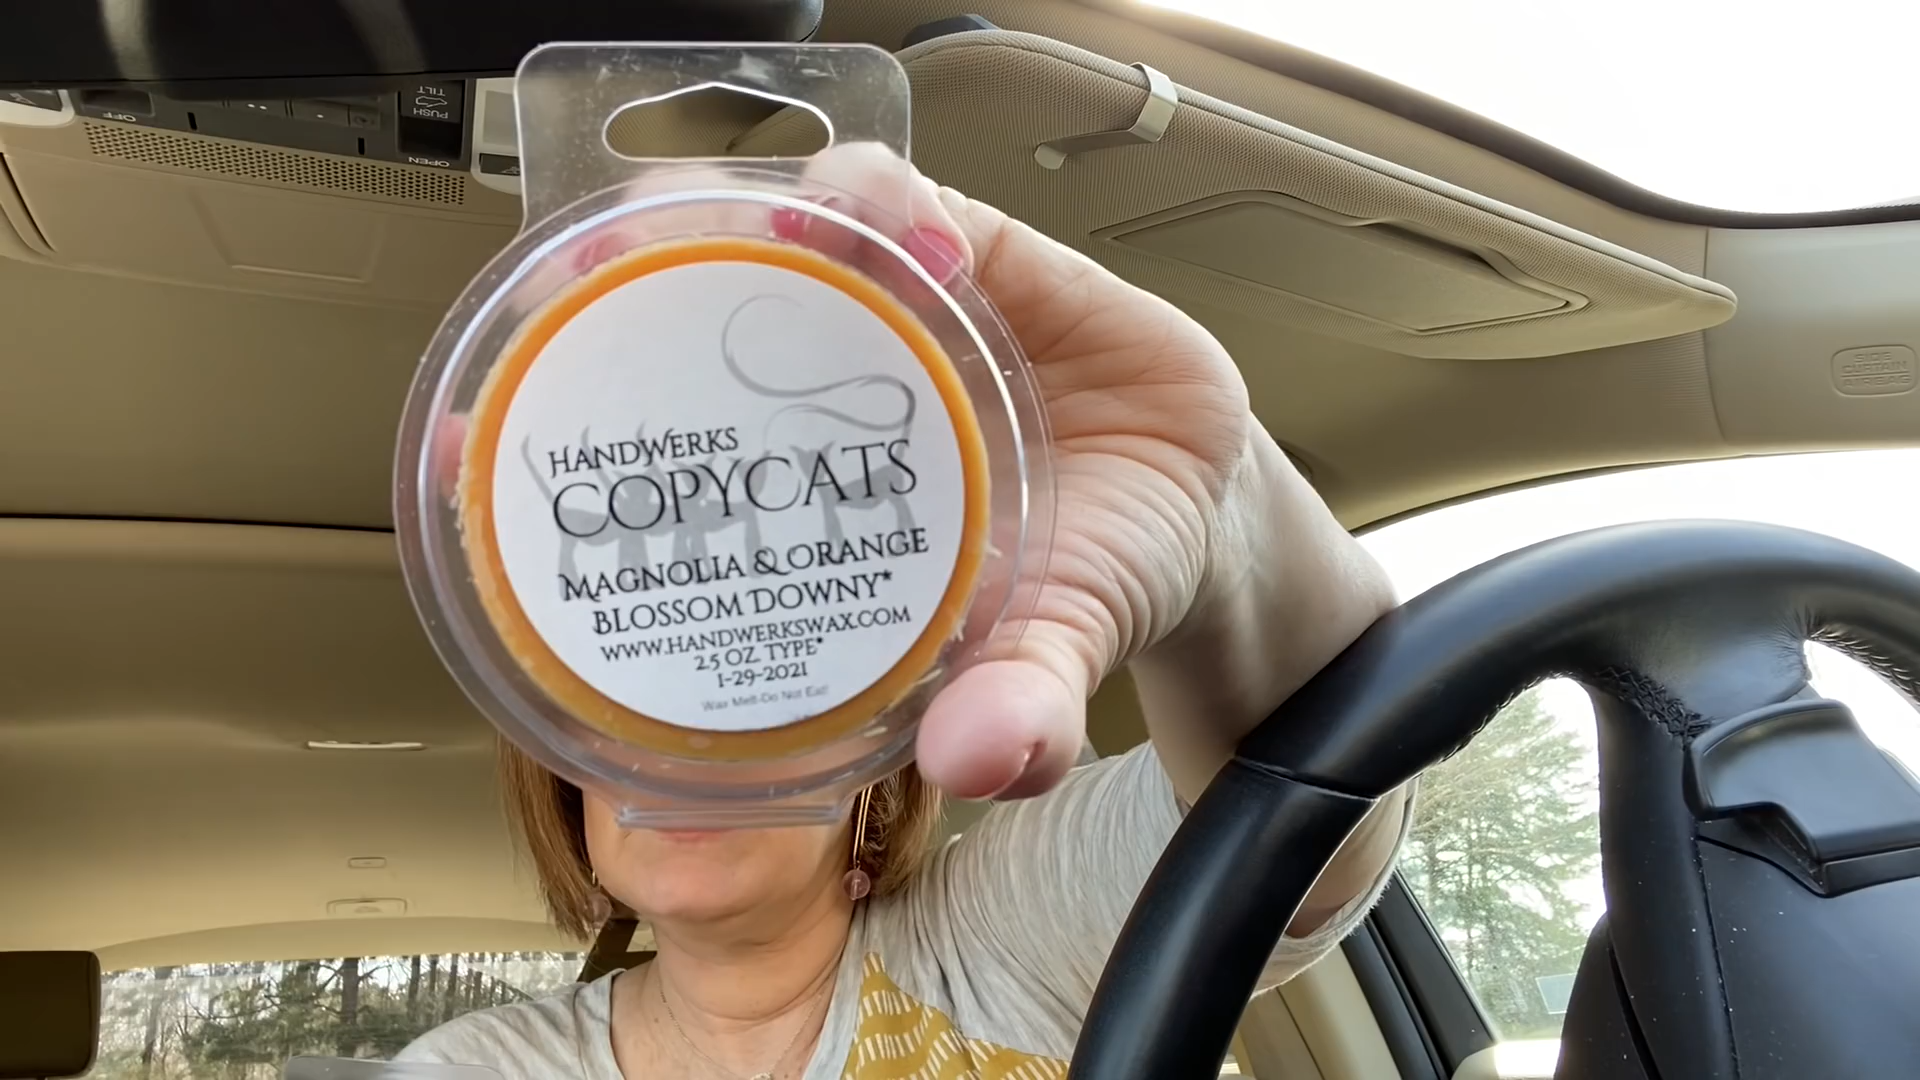 OFF
TILT
PUSH
OPEN
HANDWERKS
COPYCATS
MAGNOLIA & ORANGE
BLOSSOM DOWNY*
WWW.HANDWERKSWAX.COM
2.5 OZ. TYPE*
1-29-2021
Wax Melt-Do Not Eat!
SIDE
CURTAIN
AIRBAG